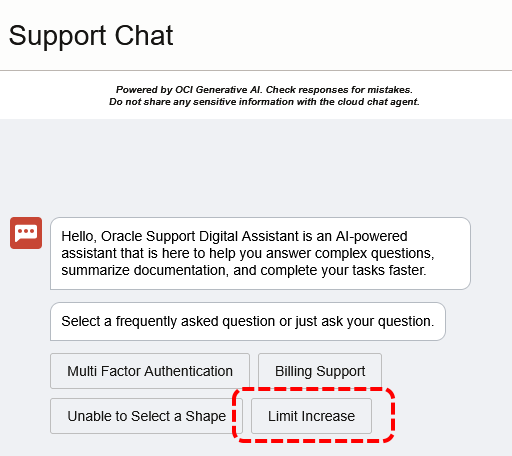 Support Chat
Powered by OCI Generative AI. Check responses for mistakes.
Do not share any sensitive information with the cloud chat agent.
Hello, Oracle Support Digital Assistant is an AI-powered
assistant that is here to help you answer complex questions,
summarize documentation, and complete your tasks faster.
Select a frequently asked question or just ask your question.
Multi Factor Authentication
Billing Support
Unable to Select a Shape
Limit Increase